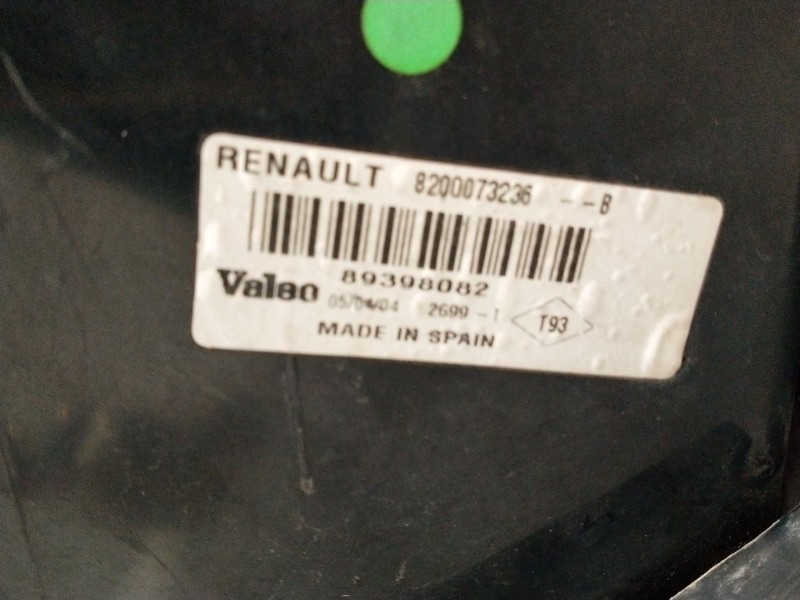 RENAULT 8200073236 --B
89398082
Valeo 05/04/04 2699 -1 T93
MADE IN SPAIN